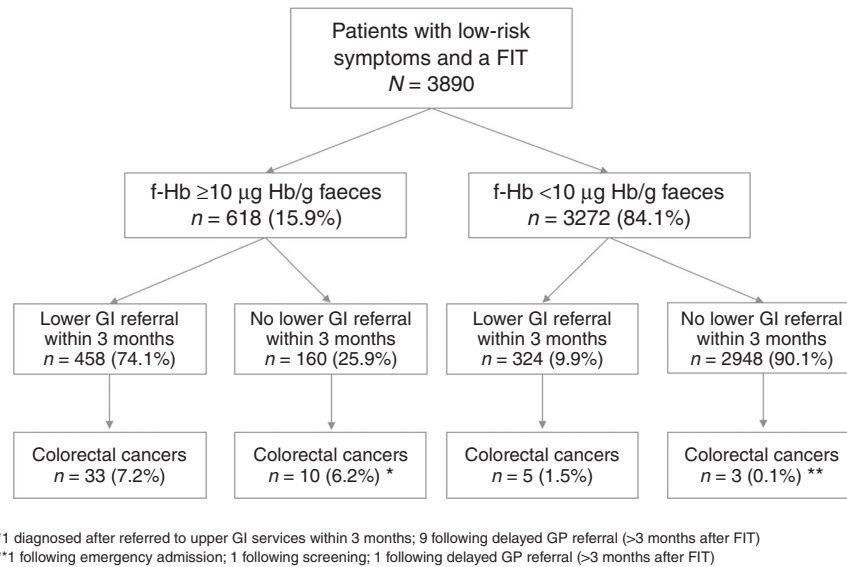 Patients with low-risk
symptoms and a FIT
N = 3890
f-Hb ≥10 μg Hb/g faeces
n = 618 (15.9%)
f-Hb <10 μg Hb/g faeces
n = 3272 (84.1%)
Lower GI referral
within 3 months
n = 458 (74.1%)
No lower GI referral
within 3 months
n = 160 (25.9%)
Lower GI referral
within 3 months
n = 324 (9.9%)
No lower GI referral
within 3 months
n = 2948 (90.1%)
Colorectal cancers
n = 33 (7.2%)
Colorectal cancers
n = 10 (6.2%) *
Colorectal cancers
n = 5 (1.5%)
Colorectal cancers
n = 3 (0.1%) **
*1 diagnosed after referred to upper GI services within 3 months; 9 following delayed GP referral (>3 months after FIT)
**1 following emergency admission; 1 following screening; 1 following delayed GP referral (>3 months after FIT)